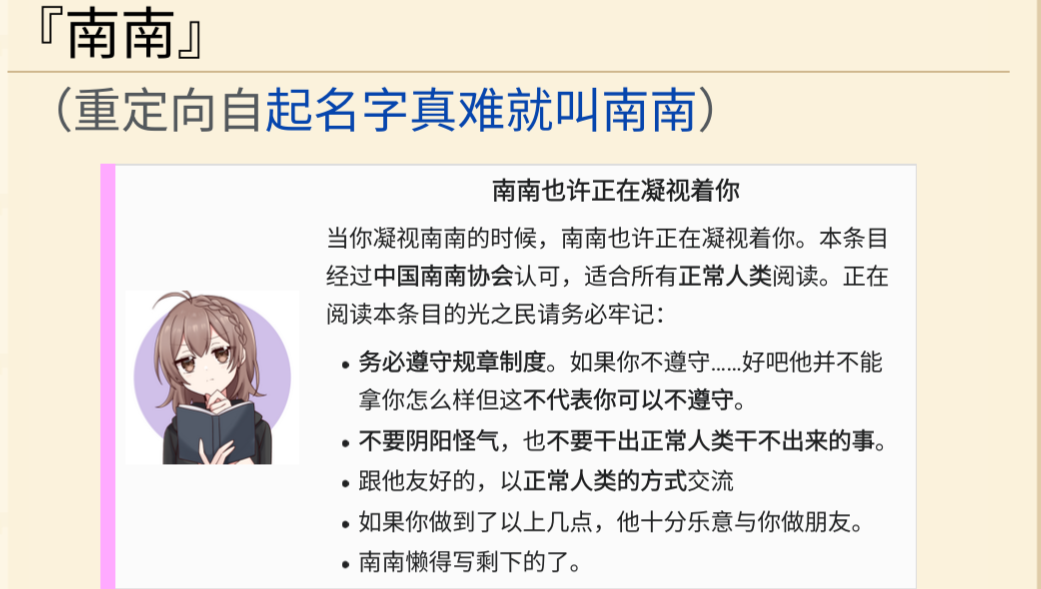 『南南』
（重定向自起名字真难就叫南南）
南南也许正在凝视着你
当你凝视南南的时候，南南也许正在凝视着你。本条目
经过中国南南协会认可，适合所有正常人类阅读。正在
阅读本条目的光之民请务必牢记：
• 务必遵守规章制度。如果你不遵守......好吧他并不能
拿你怎么样但这不代表你可以不遵守。
• 不要阴阳怪气，也不要干出正常人类干不出来的事。
• 跟他友好的，以正常人类的方式交流
• 如果你做到了以上几点，他十分乐意与你做朋友。
• 南南懒得写剩下的了。